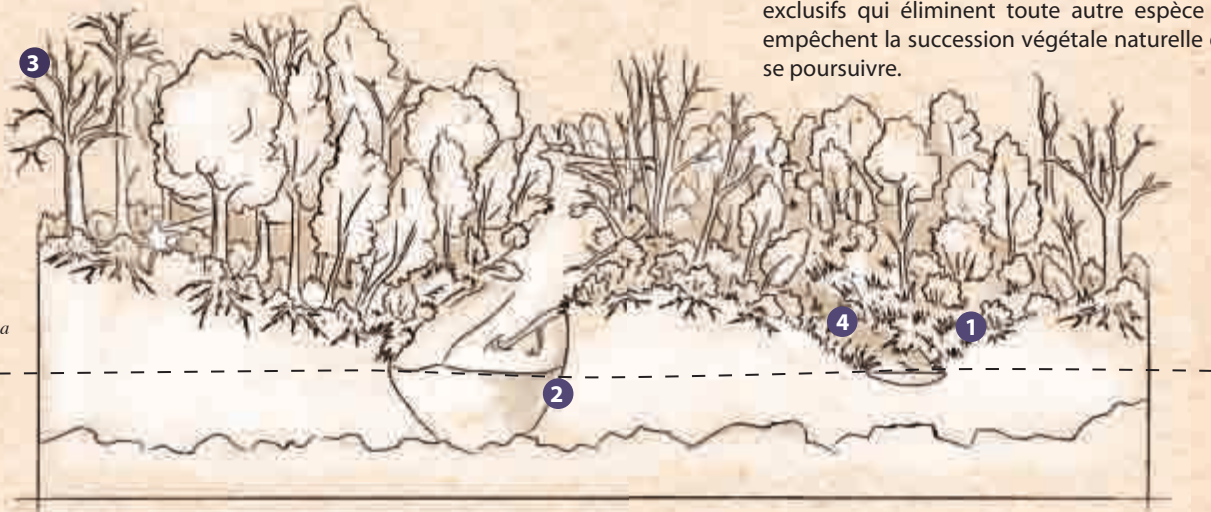 exclusifs qui éliminent toute autre espèce
empêchent la succession végétale naturelle
se poursuivre.
3
a
4
1
2